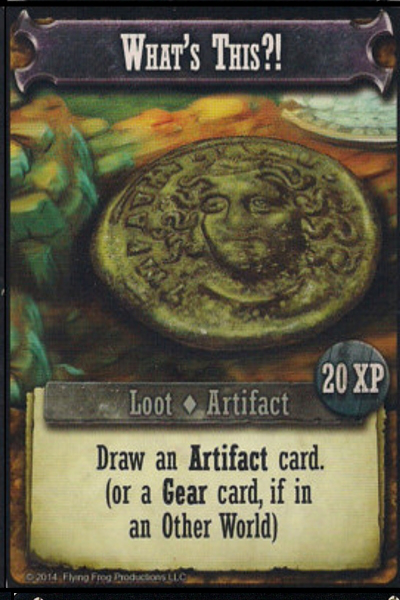 What's This?!
20 XP
Loot ♦ Artifact
Draw an Artifact card.
(or a Gear card, if in
an Other World)
© 2014 Flying Frog Productions LLC